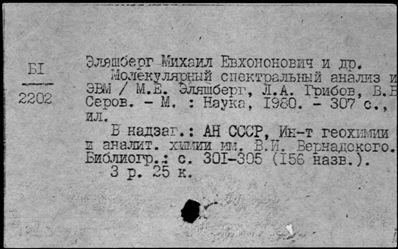 Эляшберг Михаил Евхононович и др.
Молекулярный спектральный анализ и
БI
2202
ЭВМ / М.Е. Эляшберг, Л.А. Грибов, В.
Серов. - М. : Наука, 1980. - 307 с.,
ил.
В надзаг.: АН СССР, Ин-т геохимии
и аналит. химии им. В.И. Вернадского.
Библиогр.: с. 301-305 (156 назв.).
3 р. 25 к.